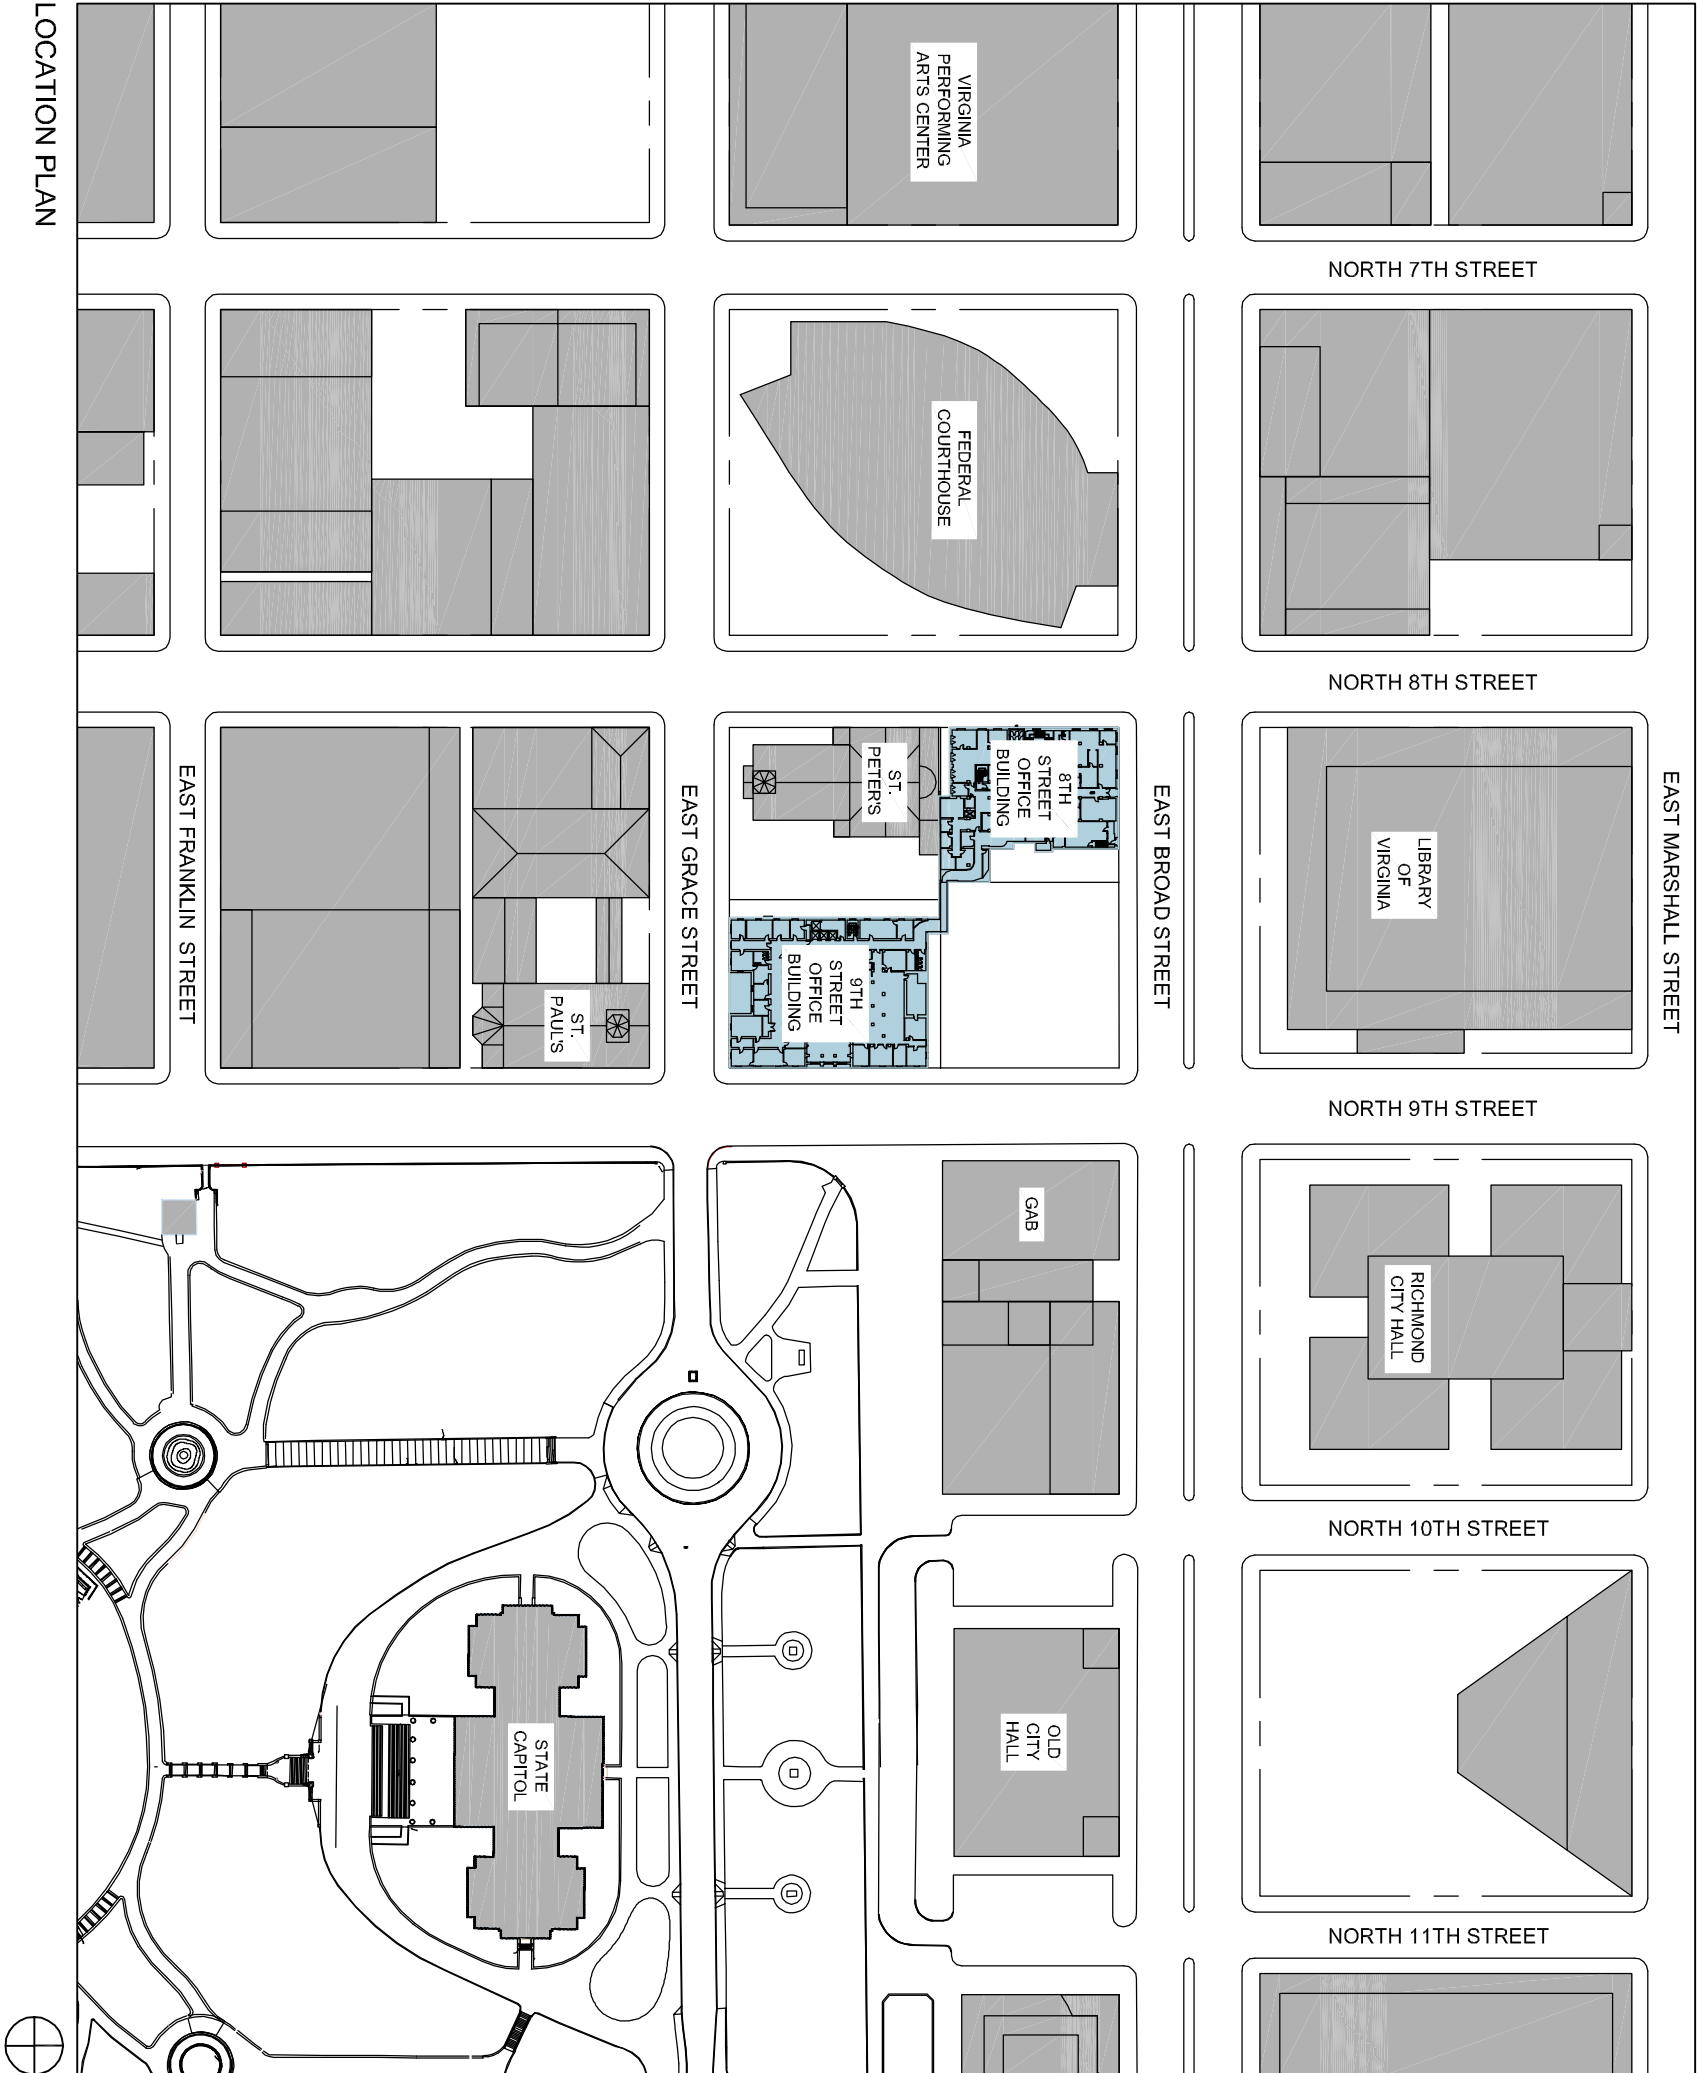 LOCATION PLAN
VIRGINIA
PERFORMING
ARTS CENTER
NORTH 7TH STREET
FEDERAL
COURTHOUSE
NORTH 8TH STREET
EAST FRANKLIN STREET
EAST GRACE STREET
EAST BROAD STREET
EAST MARSHALL STREET
ST.
PETER'S
8TH
STREET
OFFICE
BUILDING
LIBRARY
OF
VIRGINIA
ST.
PAUL'S
9TH
STREET
OFFICE
BUILDING
NORTH 9TH STREET
GAB
RICHMOND
CITY HALL
NORTH 10TH STREET
STATE
CAPITOL
OLD
CITY
HALL
NORTH 11TH STREET